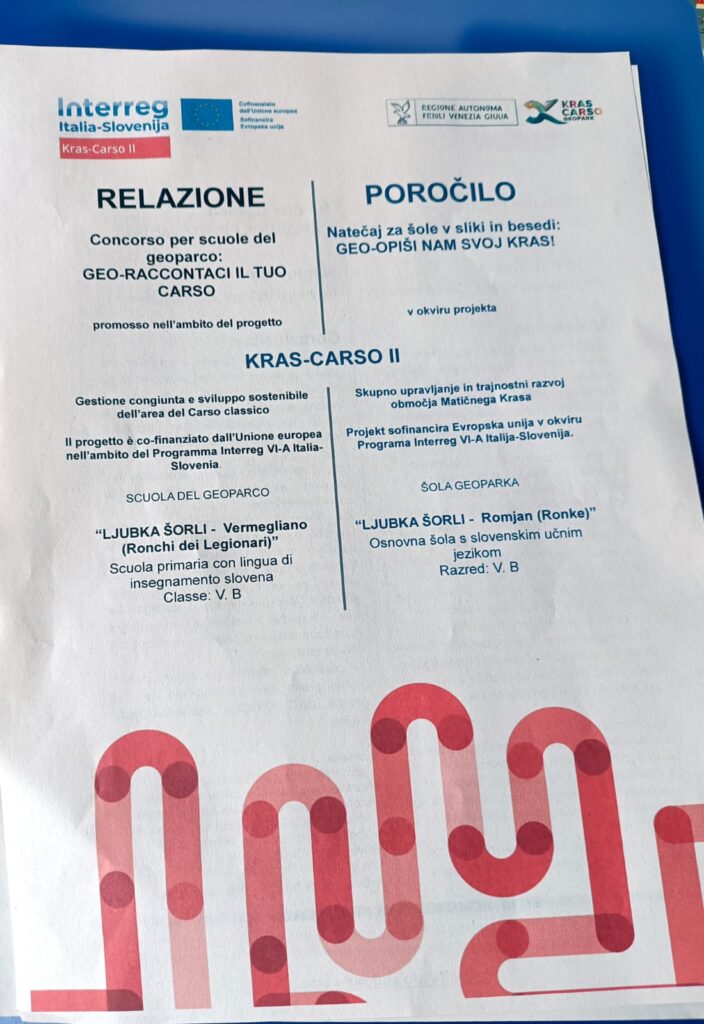 Interreg
Italia-Slovenija
Kras-Carso II
Cofinanziato
dall'Unione europea
Sofinancira
Evropska unija
REGIONE AUTONOMA
FRIULI VENEZIA GIULIA
KRAS
CARSO
GEOPARK
RELAZIONE
Concorso per scuole del
geoparco:
GEO-RACCONTACI IL TUO
CARSO
promosso nell'ambito del progetto
POROČILO
Natečaj za šole v sliki in besedi:
GEO-OPIŠI NAM SVOJ KRAS!
v okviru projekta
KRAS-CARSO II
Gestione congiunta e sviluppo sostenibile
dell'area del Carso classico
Il progetto è co-finanziato dall'Unione europea
nell'ambito del Programma Interreg VI-A Italia-
Slovenia.
SCUOLA DEL GEOPARCO
“LJUBKA ŠORLI - Vermegliano
(Ronchi dei Legionari)”
Scuola primaria con lingua di
insegnamento slovena
Classe: V. B
Skupno upravljanje in trajnostni razvoj
območja Matičnega Krasa
Projekt sofinancira Evropska unija v okviru
Programa Interreg VI-A Italija-Slovenija.
ŠOLA GEOPARKA
“LJUBKA ŠORLI - Romjan (Ronke)”
Osnovna šola s slovenskim učnim
jezikom
Razred: V. B